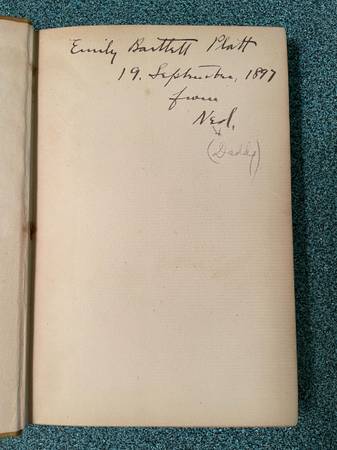 Emily Bartlett Platt
19. September, 1897
from
Ned.
(Daddy)